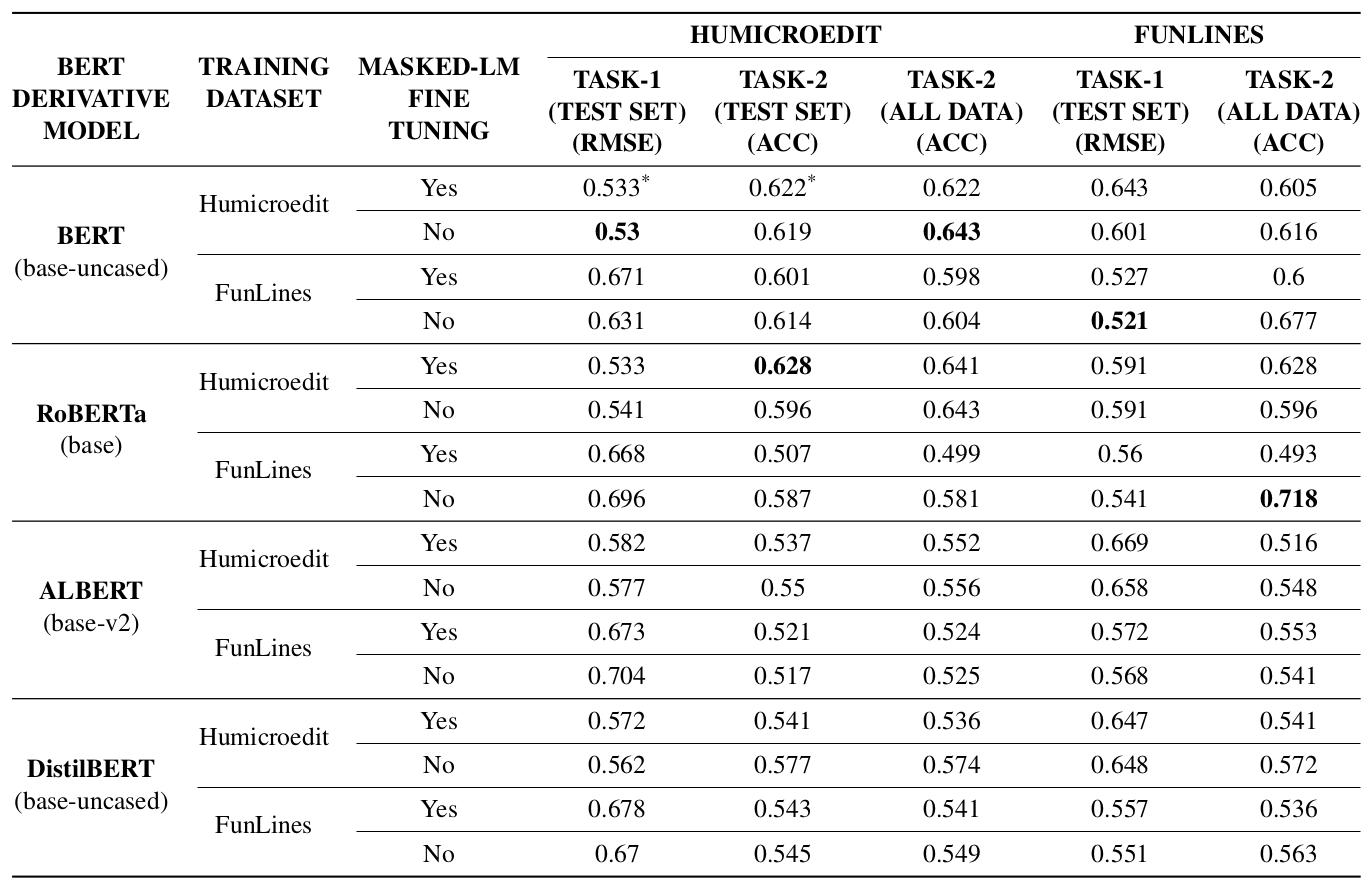 HUMICROEDIT FUNLINES
BERT DERIVATIVE MODEL TRAINING DATASET MASKED-LM FINE TUNING TASK-1 (TEST SET) (RMSE) TASK-2 (TEST SET) (ACC) TASK-2 (ALL DATA) (ACC) TASK-1 (TEST SET) (RMSE) TASK-2 (ALL DATA) (ACC)
BERT (base-uncased) Humicroedit Yes 0.533* 0.622* 0.622 0.643 0.605
No 0.53 0.619 0.643 0.601 0.616
FunLines Yes 0.671 0.601 0.598 0.527 0.6
No 0.631 0.614 0.604 0.521 0.677
RoBERTa (base) Humicroedit Yes 0.533 0.628 0.641 0.591 0.628
No 0.541 0.596 0.643 0.591 0.596
FunLines Yes 0.668 0.507 0.499 0.56 0.493
No 0.696 0.587 0.581 0.541 0.718
ALBERT (base-v2) Humicroedit Yes 0.582 0.537 0.552 0.669 0.516
No 0.577 0.55 0.556 0.658 0.548
FunLines Yes 0.673 0.521 0.524 0.572 0.553
No 0.704 0.517 0.525 0.568 0.541
DistilBERT (base-uncased) Humicroedit Yes 0.572 0.541 0.536 0.647 0.541
No 0.562 0.577 0.574 0.648 0.572
FunLines Yes 0.678 0.543 0.541 0.557 0.536
No 0.67 0.545 0.549 0.551 0.563